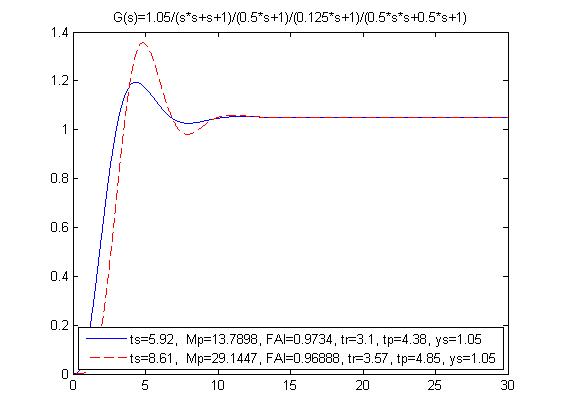 G(s)=1.05/(s*s+s+1)/(0.5*s+1)/(0.125*s+1)/(0.5*s*s+0.5*s+1)
1.4
1.2
1
0.8
0.6
0.4
0.2
0
ts=5.92, Mp=13.7898, FAI=0.9734, tr=3.1, tp=4.38, ys=1.05
ts=8.61, Mp=29.1447, FAI=0.96888, tr=3.57, tp=4.85, ys=1.05
0 5 10 15 20 25 30